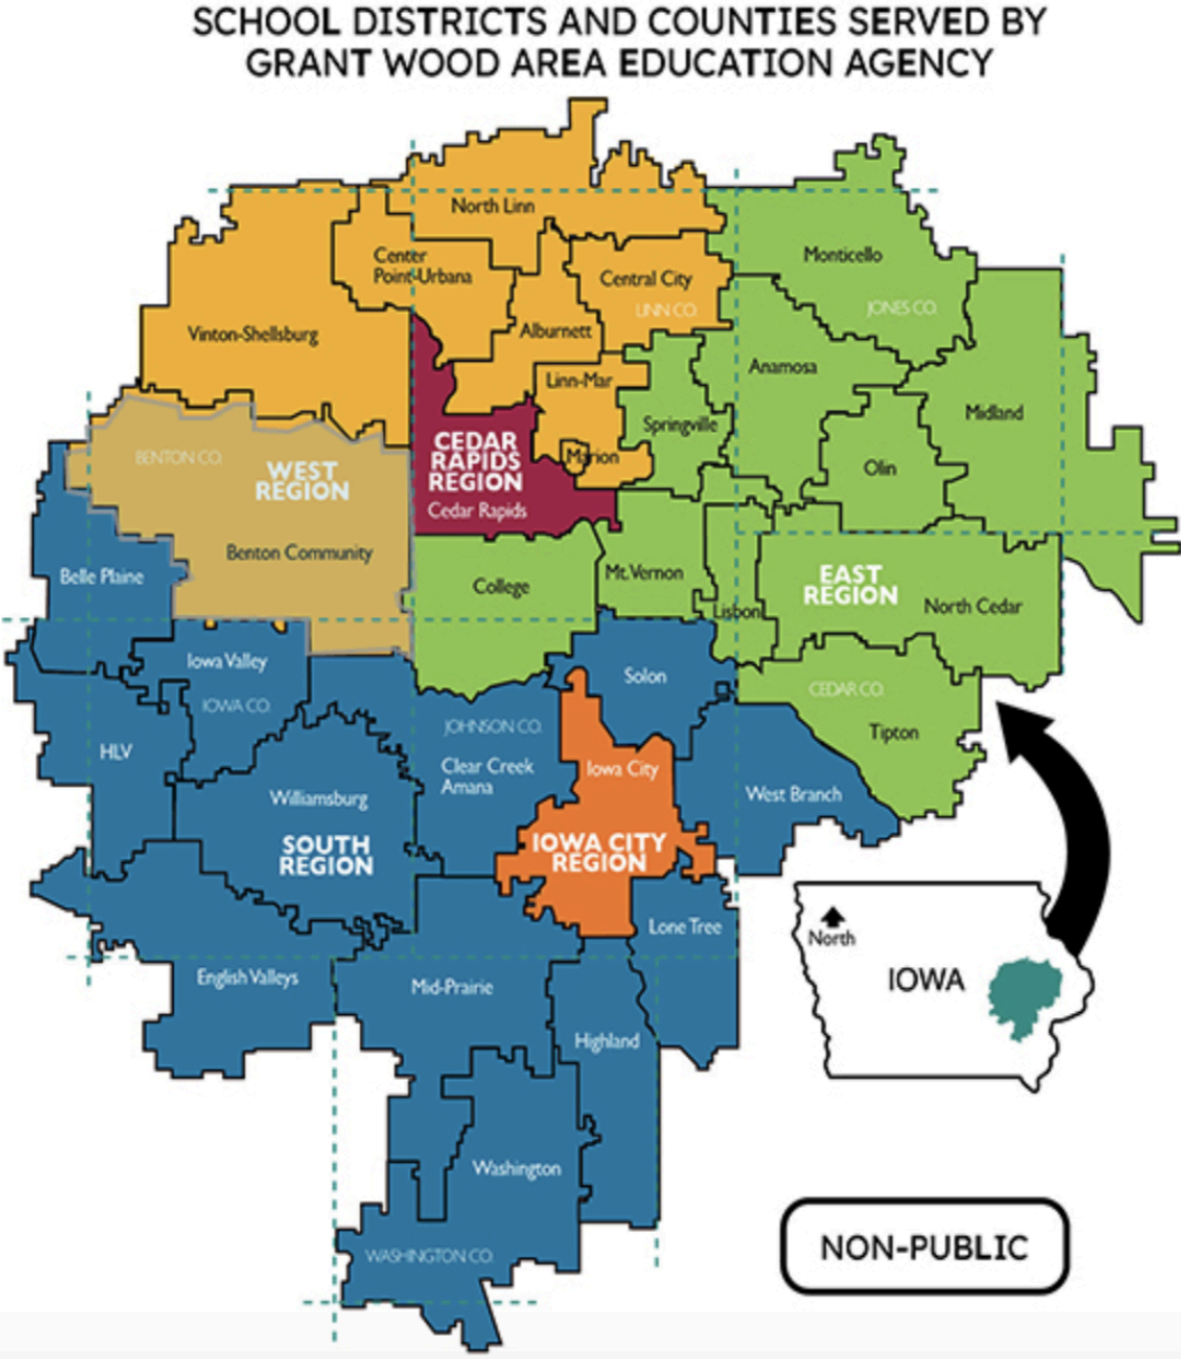 SCHOOL DISTRICTS AND COUNTIES SERVED BY
GRANT WOOD AREA EDUCATION AGENCY
North Linn
Center
Point-Urbana
Central City
LINN CO.
Monticello
JONES CO.
Vinton-Shellsburg
Alburnett
Anamosa
Linn-Mar
Springville
Midland
Marion
Olin
BENTON CO.
WEST
REGION
CEDAR
RAPIDS
REGION
Cedar Rapids
Benton Community
Belle Plaine
College
Mt. Vernon
Lisbon
EAST
REGION
North Cedar
Iowa Valley
IOWA CO.
Solon
CEDAR CO.
Tipton
HLV
JOHNSON CO.
Clear Creek
Amana
Iowa City
West Branch
Williamsburg
SOUTH
REGION
IOWA CITY
REGION
Lone Tree
North
IOWA
English Valleys
Mid-Prairie
Highland
Washington
WASHINGTON CO.
NON-PUBLIC